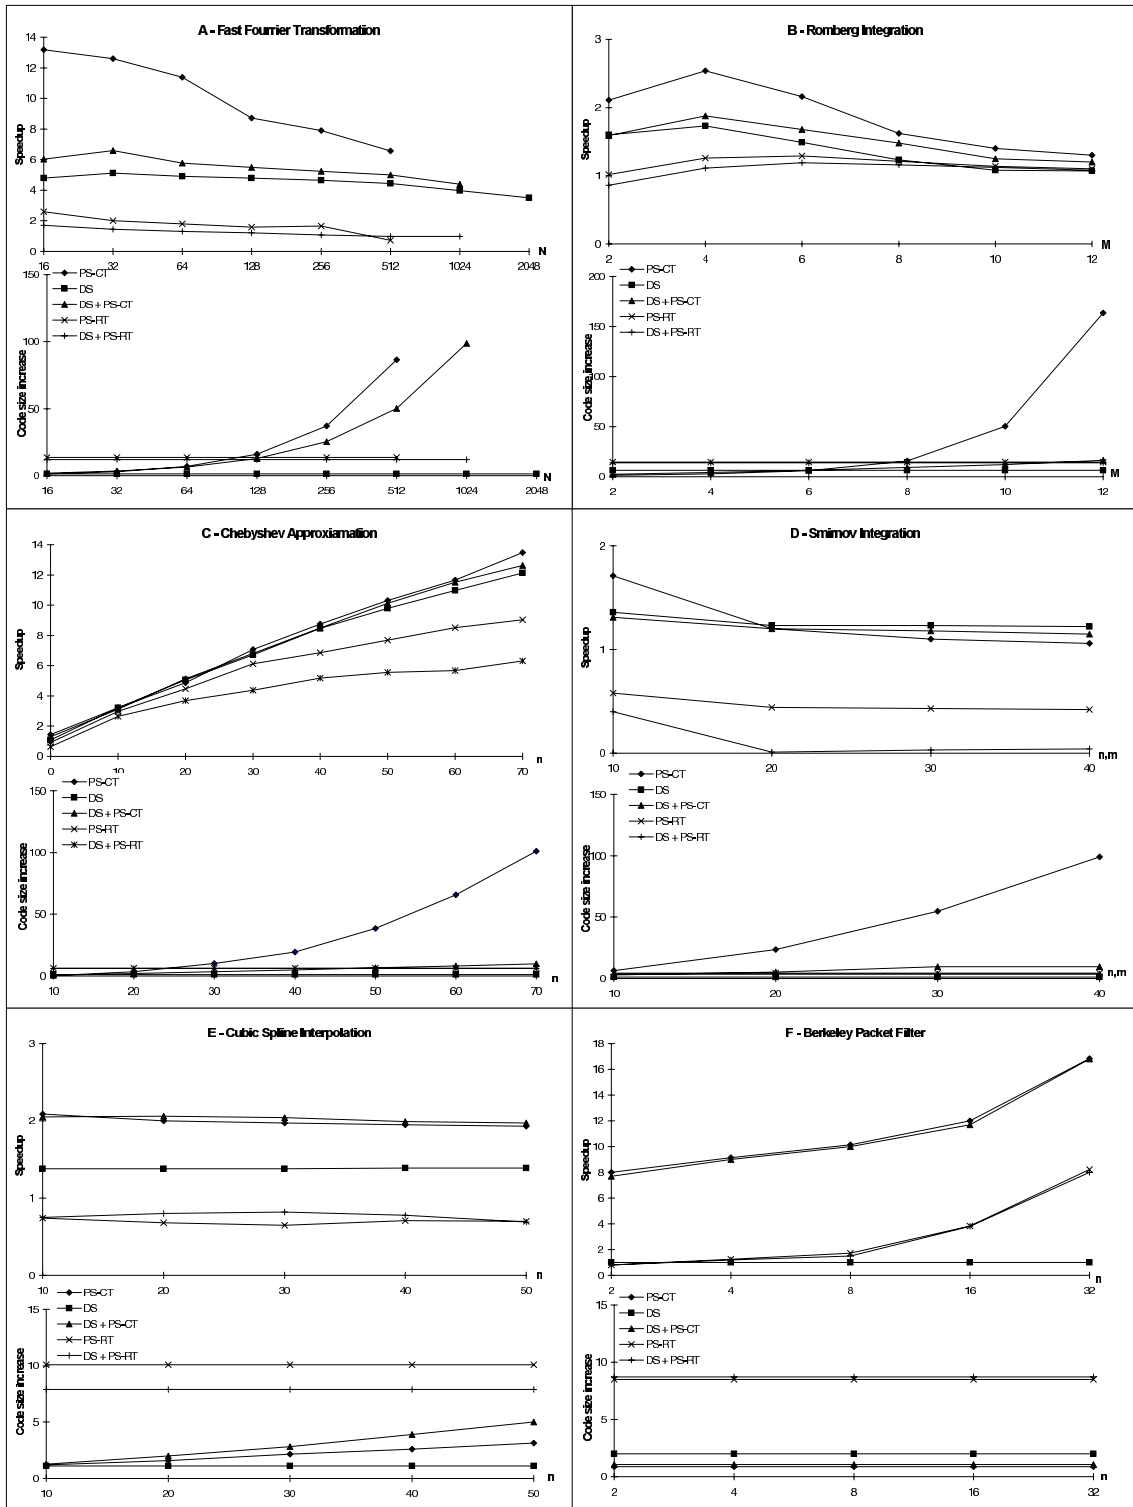 A - Fast Fourrier Transformation
14
12
10
8
6
4
2
0
Speedup
16 32 64 128 256 512 1024 2048 N
150
100
50
0
Code size increase
PS-CT
DS
DS + PS-CT
PS-RT
DS + PS-RT
16 32 64 128 256 512 1024 2048 N
B - Romberg Integration
3
2
1
0
Speedup
2 4 6 8 10 12 M
200
150
100
50
0
Code size increase
PS-CT
DS
DS + PS-CT
PS-RT
DS + PS-RT
2 4 6 8 10 12 M
C - Chebyshev Approxiamation
14
12
10
8
6
4
2
0
Speedup
0 10 20 30 40 50 60 70 n
150
100
50
0
Code size increase
PS-CT
DS
DS + PS-CT
PS-RT
DS + PS-RT
10 20 30 40 50 60 70 n
D - Smirnov Integration
2
1
0
Speedup
10 20 30 40 n,m
150
100
50
0
Code size increase
PS-CT
DS
DS + PS-CT
PS-RT
DS + PS-RT
10 20 30 40 n,m
E - Cubic Spline Interpolation
3
2
1
0
Speedup
10 20 30 40 50 n
15
10
5
0
Code size increase
PS-CT
DS
DS + PS-CT
PS-RT
DS + PS-RT
10 20 30 40 50 n
F - Berkeley Packet Filter
18
16
14
12
10
8
6
4
2
0
Speedup
2 4 8 16 32 n
15
10
5
0
Code size increase
PS-CT
DS
DS + PS-CT
PS-RT
DS + PS-RT
2 4 8 16 32 n